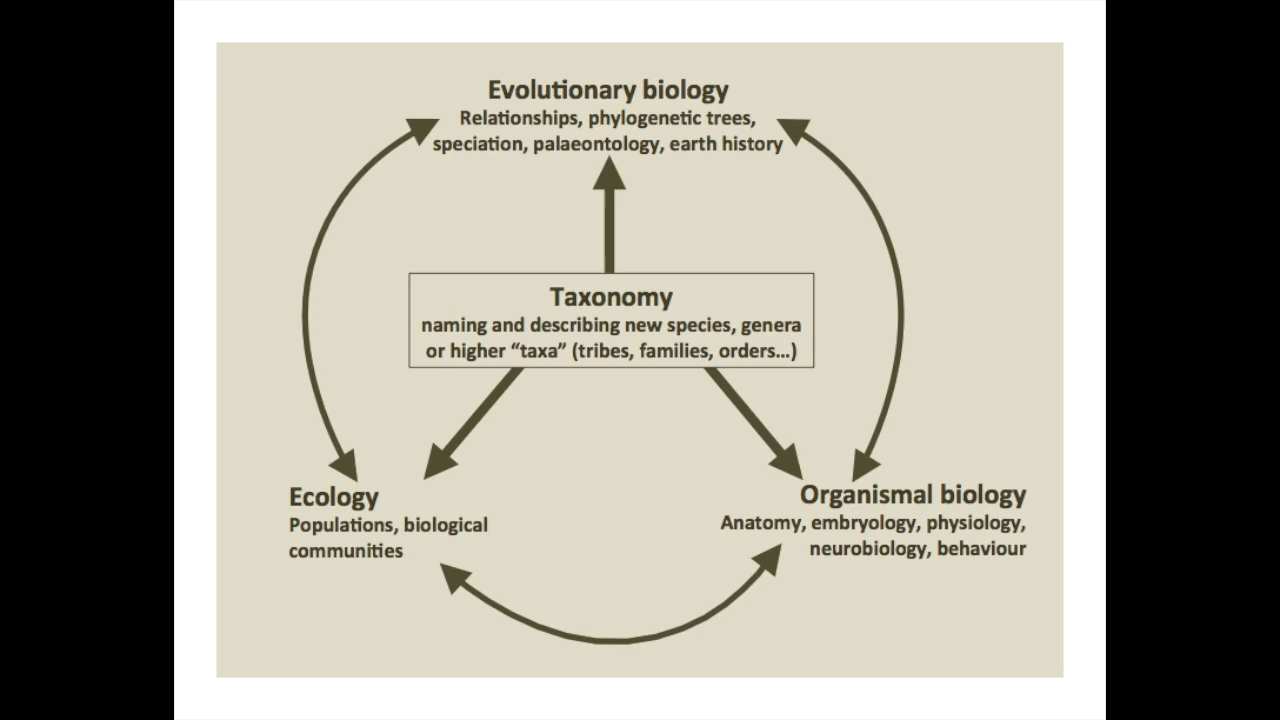 Evolutionary biology
Relationships, phylogenetic trees,
speciation, palaeontology, earth history
Taxonomy
naming and describing new species, genera
or higher “taxa” (tribes, families, orders…)
Ecology
Populations, biological
communities
Organismal biology
Anatomy, embryology, physiology,
neurobiology, behaviour